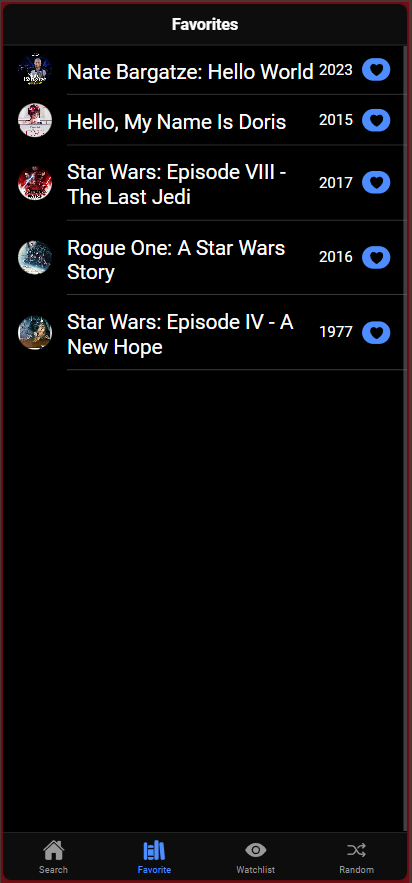 Favorites
Nate Bargatze: Hello World 2023
Hello, My Name Is Doris 2015
Star Wars: Episode VIII -
The Last Jedi
2017
Rogue One: A Star Wars
Story
2016
Star Wars: Episode IV - A
New Hope
1977
Search Favorite Watchlist Random